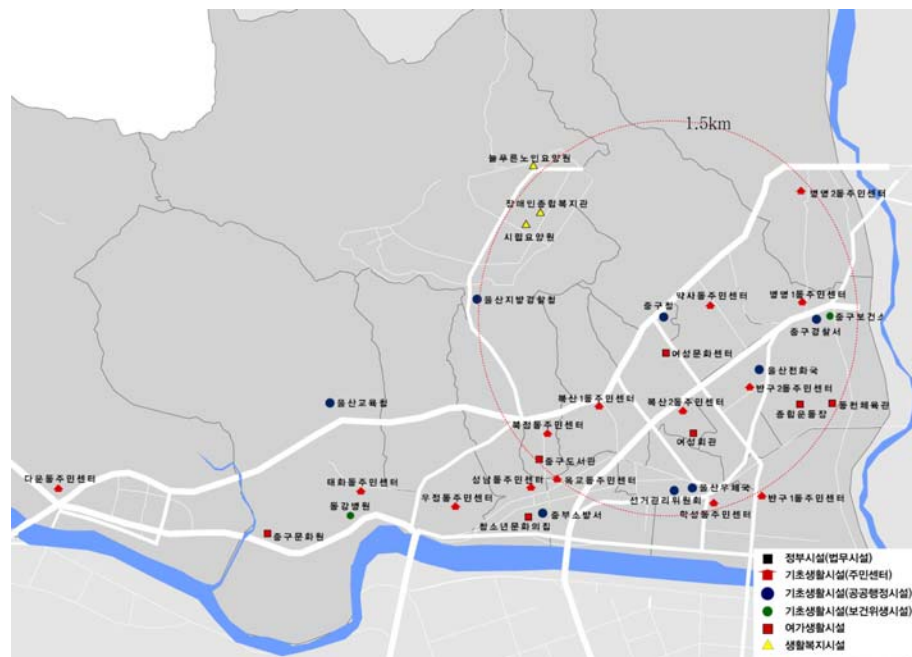 1.5km
늘푸른노인요양원
병영2동주민센터
장애인종합복지관
시립요양원
울산지방경찰청
중구청
약사동주민센터
병영1동주민센터
중구보건소
중구경찰서
여성문화센터
울산전화국
반구2동주민센터
울산교육청
복산1동주민센터
복산2동주민센터
종합운동장
동천체육관
북정동주민센터
여성회관
중구도서관
다운동주민센터
태화동주민센터
성남동주민센터
옥교동주민센터
울산우체국
선거관리위원회
반구1동주민센터
우정동주민센터
동강병원
학성동주민센터
청소년문화의집
중부소방서
중구문화원
정부시설(법무시설)
기초생활시설(주민센터)
기초생활시설(공공행정시설)
기초생활시설(보건위생시설)
여가생활시설
생활복지시설